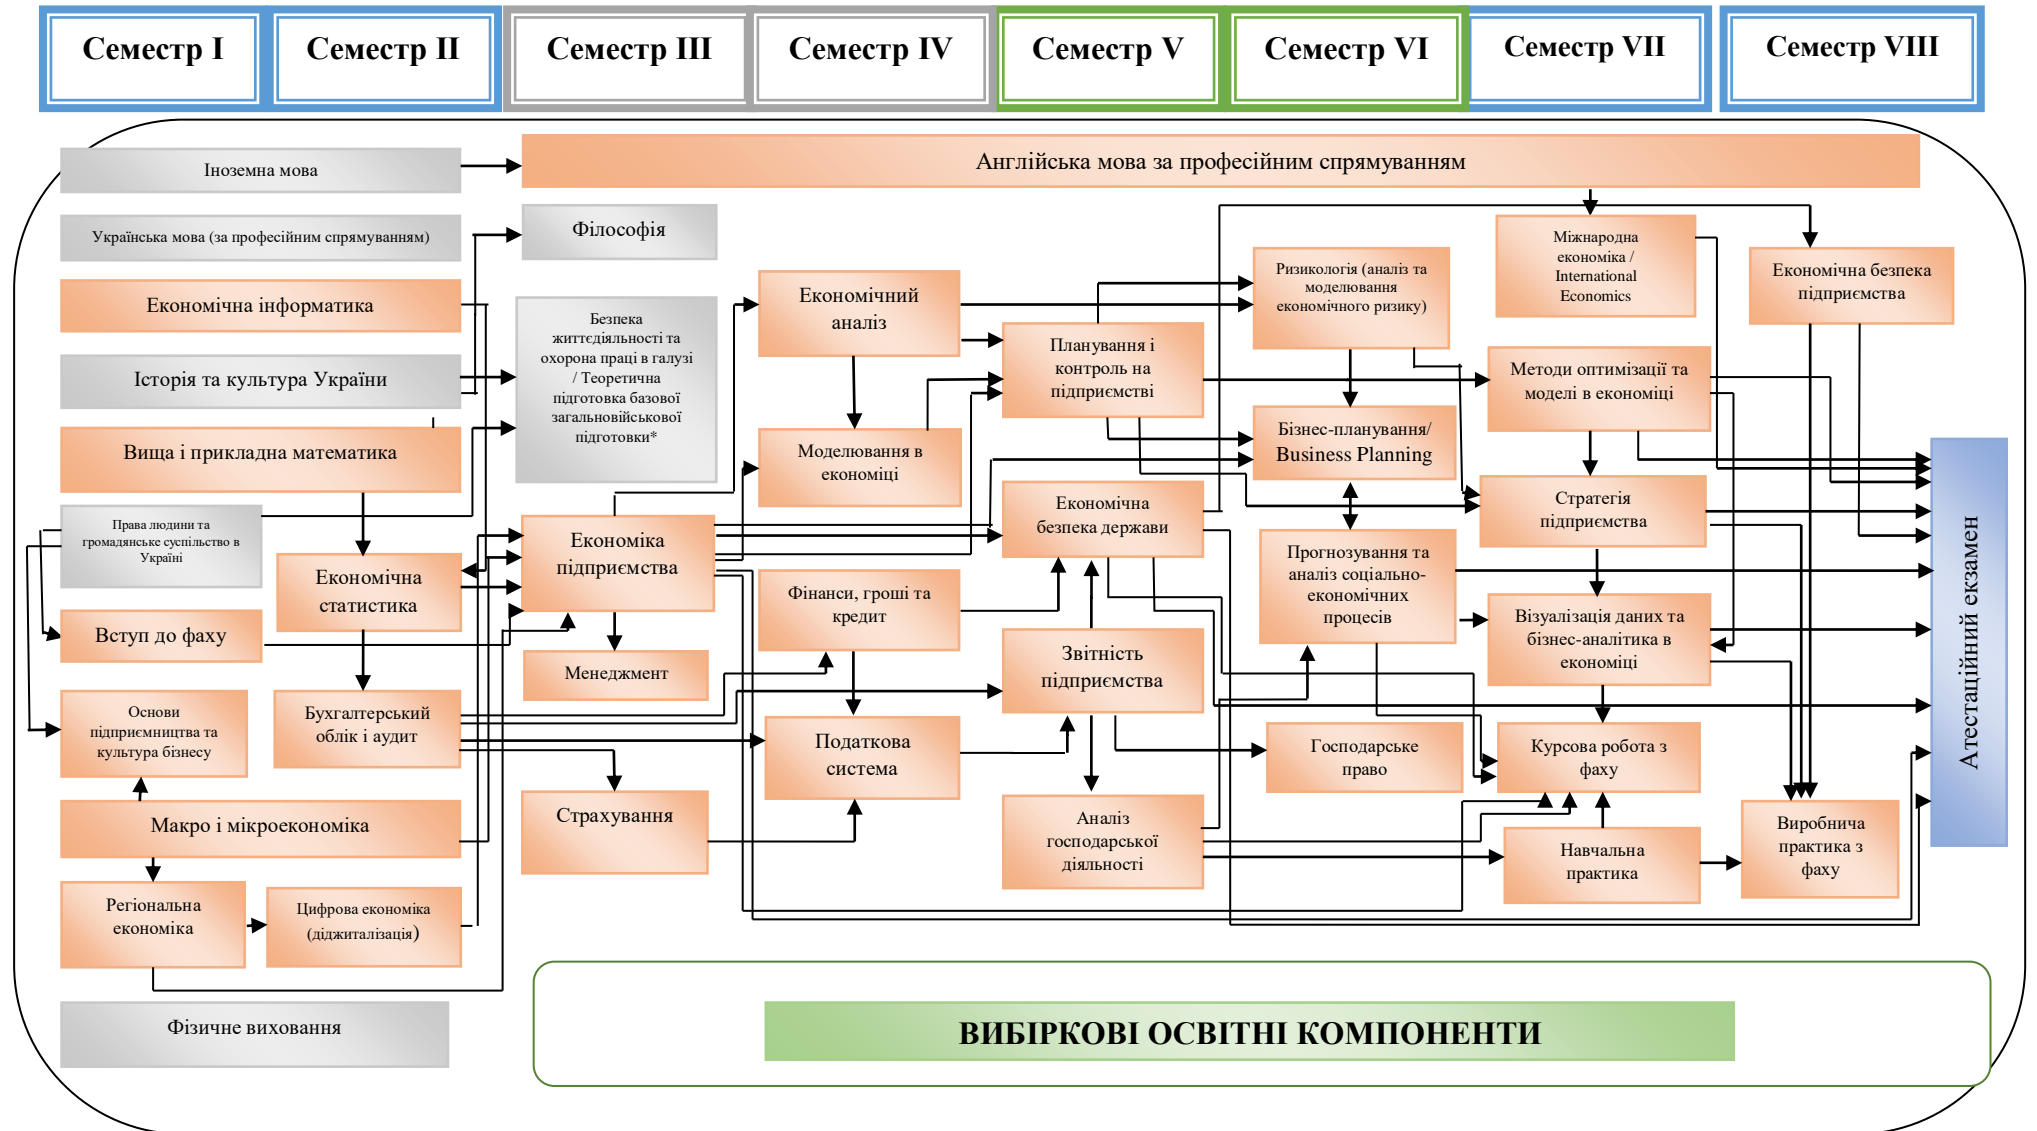 Семестр I
Семестр II
Семестр III
Семестр IV
Семестр V
Семестр VI
Семестр VII
Семестр VIII
Іноземна мова
Англійська мова за професійним спрямуванням
Українська мова (за професійним спрямуванням)
Філософія
Економічна інформатика
Історія та культура України
Вища і прикладна математика
Права людини та
громадянське суспільство в
Україні
Економічна
статистика
Вступ до фаху
Основи
підприємництва та
культура бізнесу
Бухгалтерський
облік і аудит
Макро і мікроекономіка
Регіональна
економіка
Цифрова економіка
(діджиталізація)
Фізичне виховання
Безпека
життєдіяльності та
охорона праці в галузі
/ Теоретична
підготовка базової
загальновійськової
підготовки*
Економіка
підприємства
Менеджмент
Страхування
Економічний
аналіз
Моделювання в
економіці
Фінанси, гроші та
кредит
Податкова
система
Планування і
контроль на
підприємстві
Економічна
безпека держави
Звітність
підприємства
Аналіз
господарської
діяльності
Ризикологія (аналіз та
моделювання
економічного ризику)
Бізнес-планування/
Business Planning
Прогнозування та
аналіз соціально-
економічних
процесів
Господарське
право
Міжнародна
економіка /
International
Economics
Методи оптимізації та
моделі в економіці
Стратегія
підприємства
Візуалізація даних та
бізнес-аналітика в
економіці
Курсова робота з
фаху
Навчальна
практика
Економічна безпека
підприємства
Виробнича
практика з
фаху
Атестаційний екзамен
ВИБІРКОВІ ОСВІТНІ КОМПОНЕНТИ